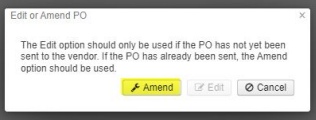 Edit or Amend PO ×
The Edit option should only be used if the PO has not yet been
sent to the vendor. If the PO has already been sent, the Amend
option should be used.
Amend Edit Cancel